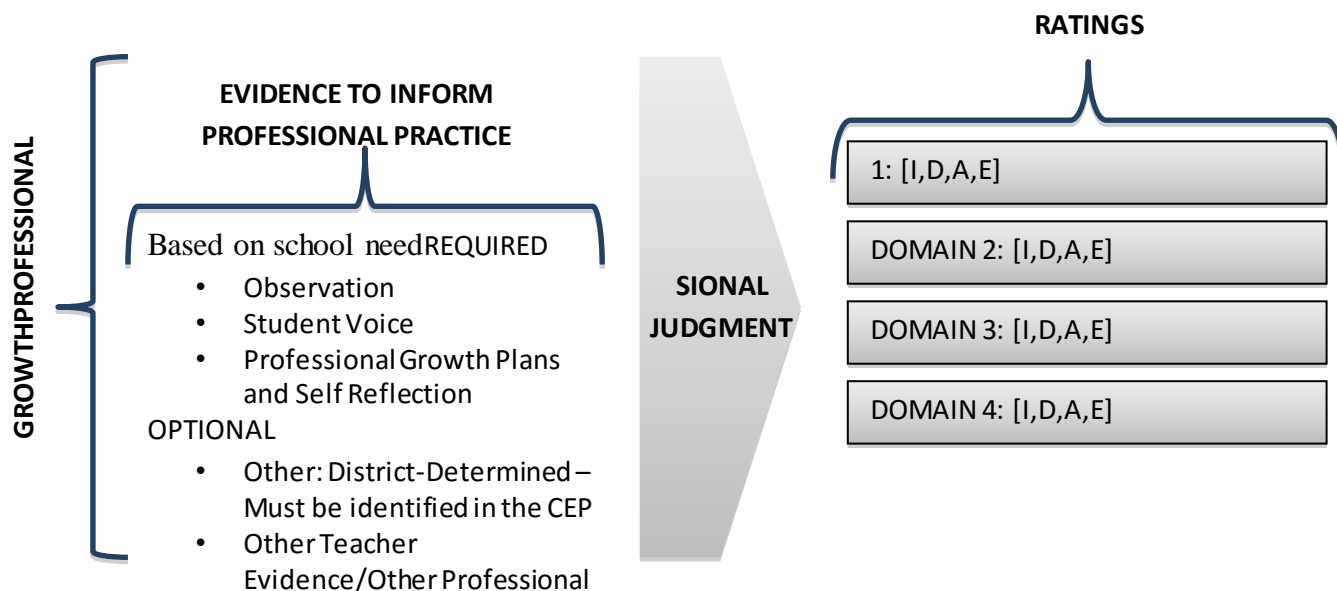 GROWTHPROFESSIONAL
EVIDENCE TO INFORM
PROFESSIONAL PRACTICE
Based on school needREQUIRED
• Observation
• Student Voice
• Professional Growth Plans
and Self Reflection
OPTIONAL
• Other: District-Determined –
Must be identified in the CEP
• Other Teacher
Evidence/Other Professional
SIONAL
JUDGMENT
RATINGS
1: [I,D,A,E]
DOMAIN 2: [I,D,A,E]
DOMAIN 3: [I,D,A,E]
DOMAIN 4: [I,D,A,E]